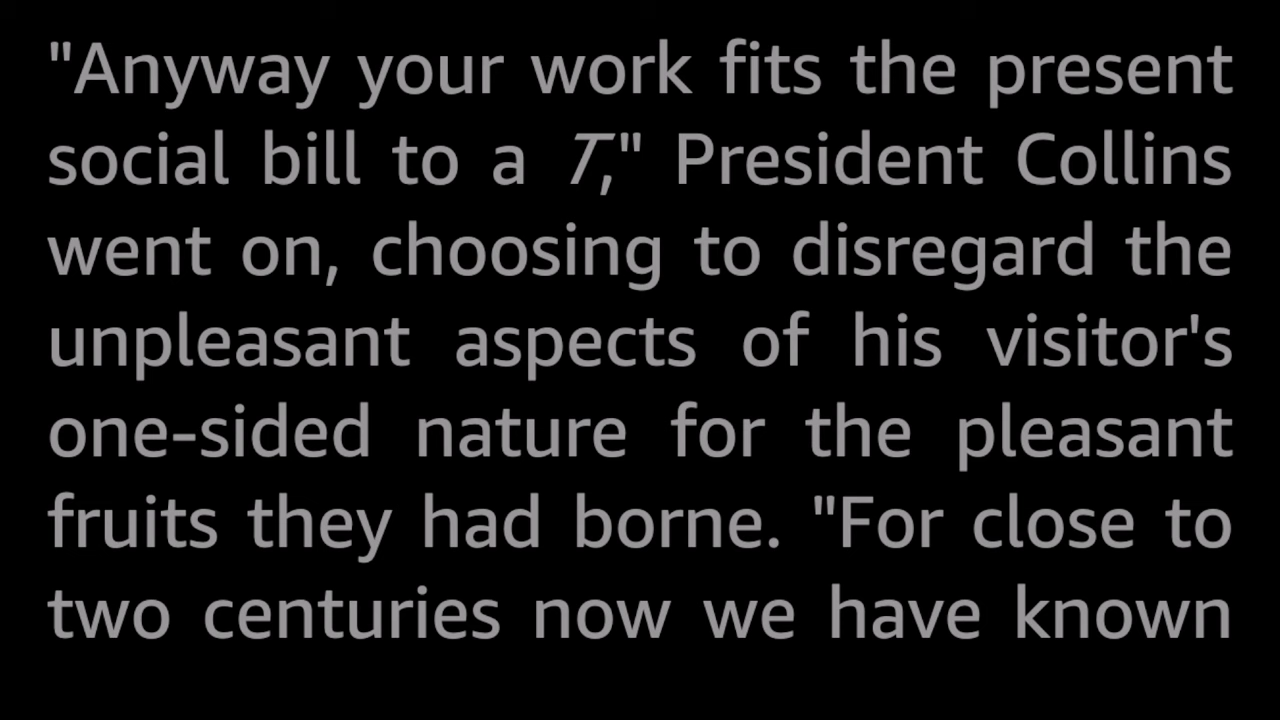 "Anyway your work fits the present
social bill to a T," President Collins
went on, choosing to disregard the
unpleasant aspects of his visitor's
one-sided nature for the pleasant
fruits they had borne. "For close to
two centuries now we have known